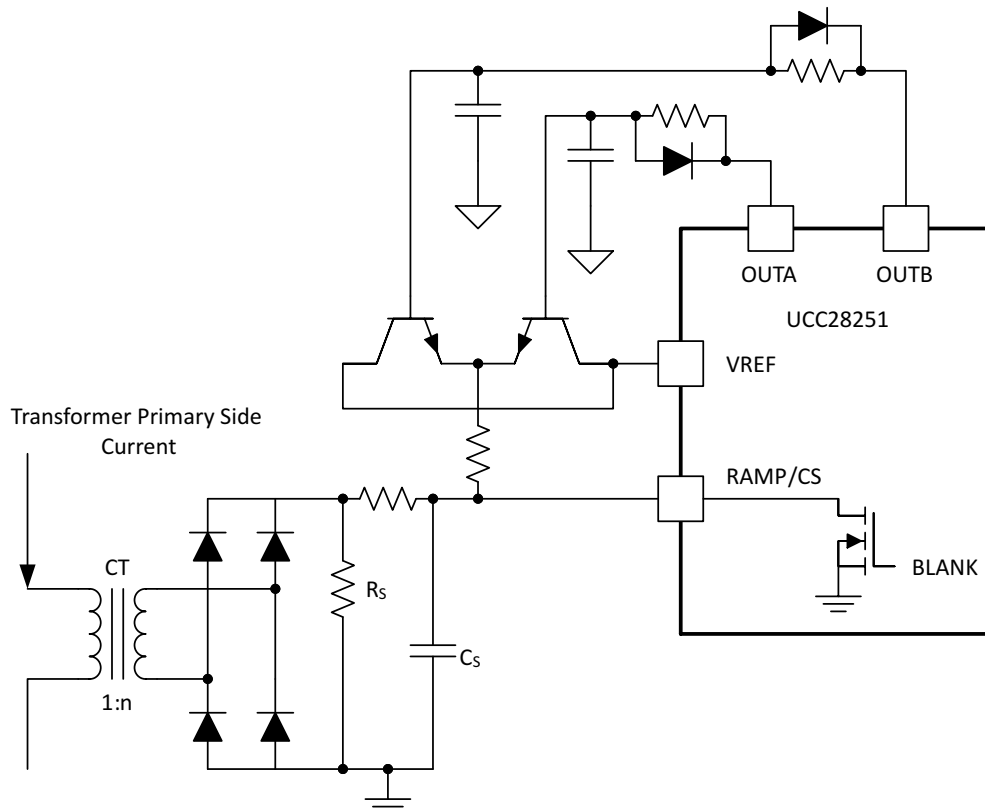 OUTA
OUTB
UCC28251
VREF
Transformer Primary Side
Current
RAMP/CS
CT
RS
BLANK
CS
1:n